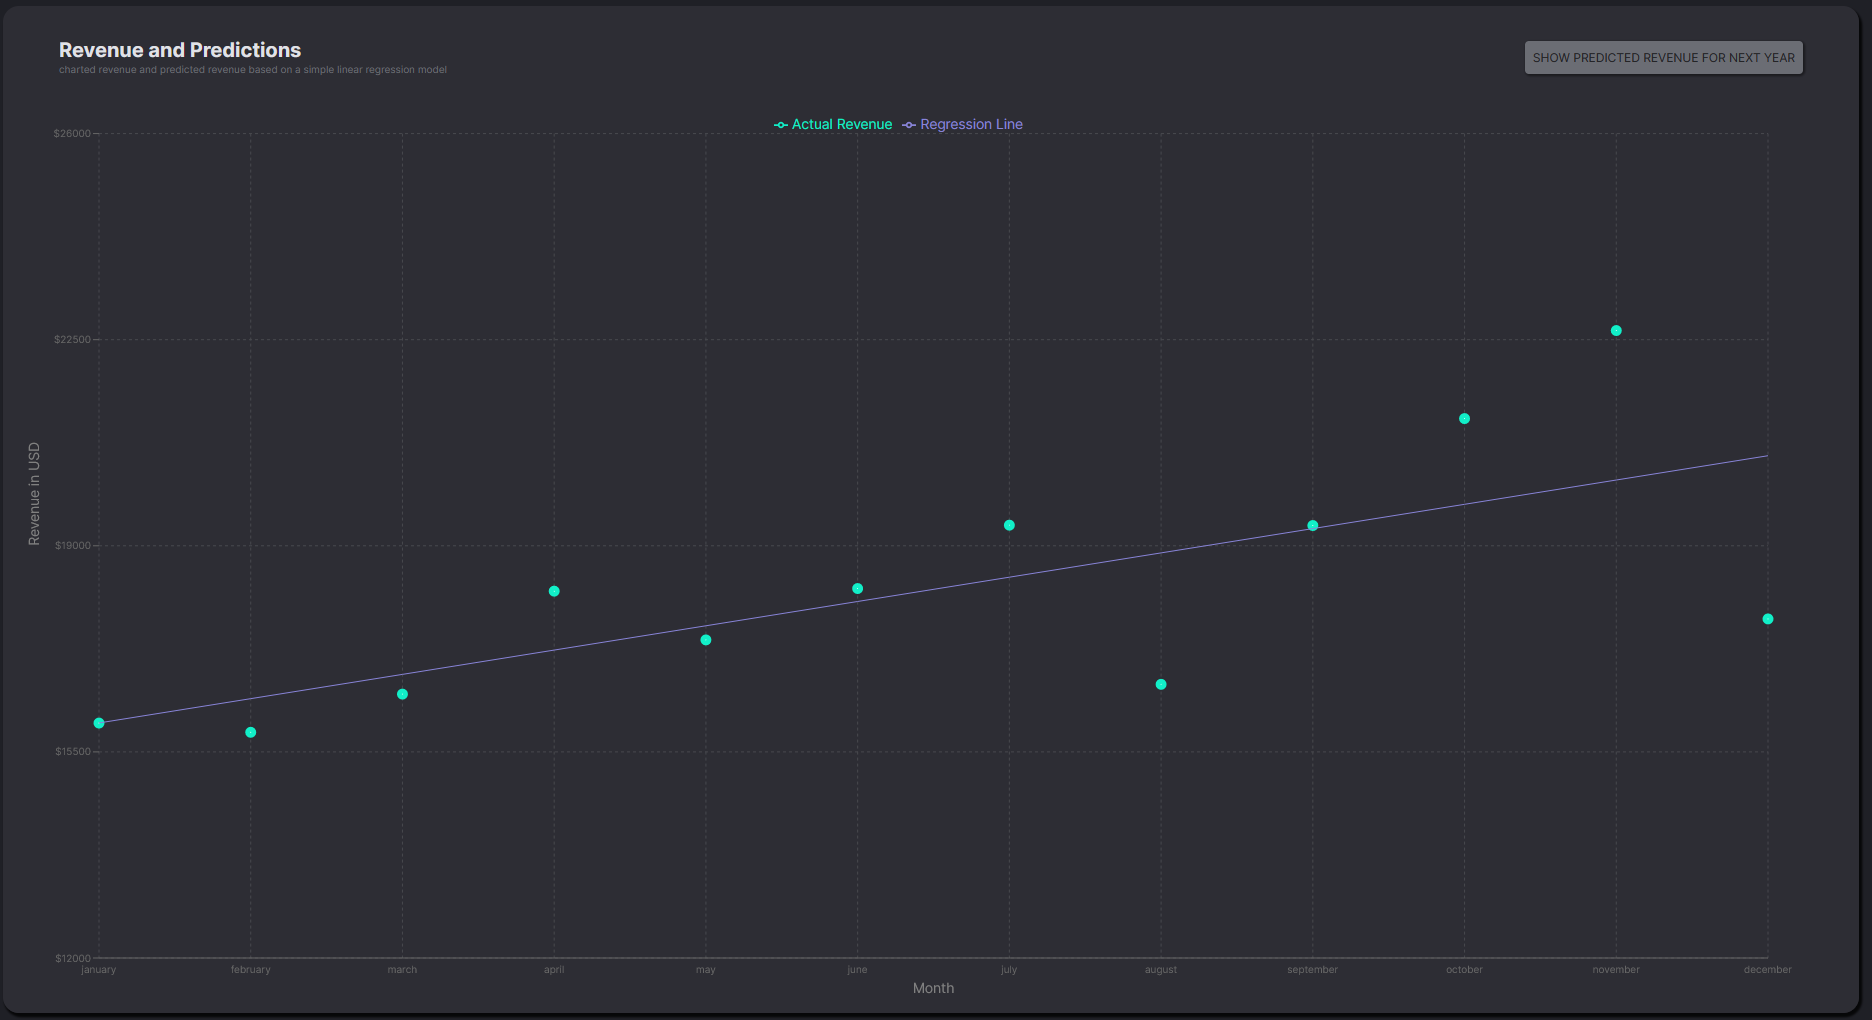 Revenue and Predictions
charted revenue and predicted revenue based on a simple linear regression model
SHOW PREDICTED REVENUE FOR NEXT YEAR
Actual Revenue Regression Line
$26000
$22500
$19000
$15500
$12000
Revenue in USD
january february march april may june july august september october november december
Month